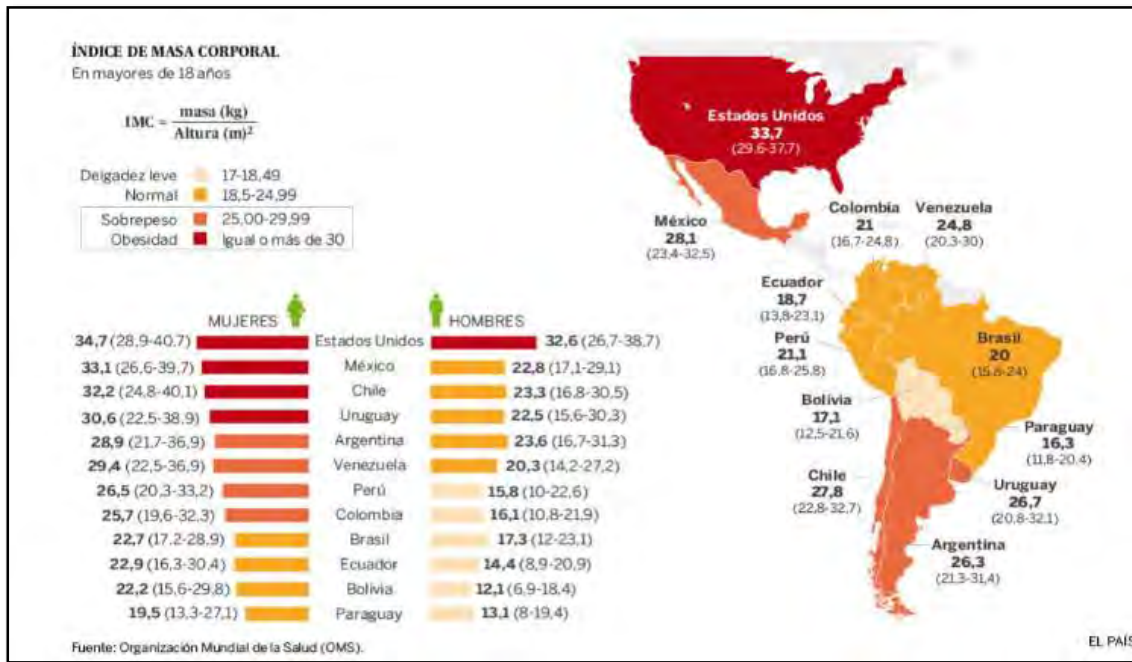 ÍNDICE DE MASA CORPORAL
En mayores de 18 años
IMC = masa (kg)
Altura (m)²
Delgadez leve 17-18,49
Normal 18,5-24,99
Sobrepeso 25,00-29,99
Obesidad Igual o más de 30
MUJERES HOMBRES
34,7 (28,9-40.7) Estados Unidos 32,6 (26,7-38,7)
33,1 (26,6-39,7) México 22,8 (17,1-29,1)
32,2 (24,8-40,1) Chile 23,3 (16,8-30.5)
30,6 (22,5-38,9) Uruguay 22,5 (15,6-30.3)
28,9 (21,7-36,9) Argentina 23,6 (16,7-31,3)
29,4 (22,5-36,9) Venezuela 20,3 (14,2-27,2)
26,5 (20,3-33,2) Perú 15,8 (10-22,6)
25,7 (19,6-32,3) Colombia 16,1 (10,8-21,9)
22,7 (17,2-28,9) Brasil 17,3 (12-23,1)
22,9 (16,3-30,4) Ecuador 14,4 (8,9-20,9)
22,2 (15,6-29,8) Bolivia 12,1 (6,9-18,4)
19,5 (13,3-27,1) Paraguay 13,1 (8-19,4)
Estados Unidos
33,7
(29.6-37,7)
México
28,1
(23,4-32,5)
Colombia
21
(16,7-24,8)
Venezuela
24,8
(20,3-30)
Ecuador
18,7
(13,8-23,1)
Perú
21,1
(16,8-25,8)
Brasil
20
(15,8-24)
Bolivia
17,1
(12,5-21,6)
Paraguay
16,3
(11,8-20,4)
Chile
27,8
(22,8-32,7)
Uruguay
26,7
(20,8-32,1)
Argentina
26,3
(21,3-31,4)
Fuente: Organización Mundial de la Salud (OMS).
EL PAÍS